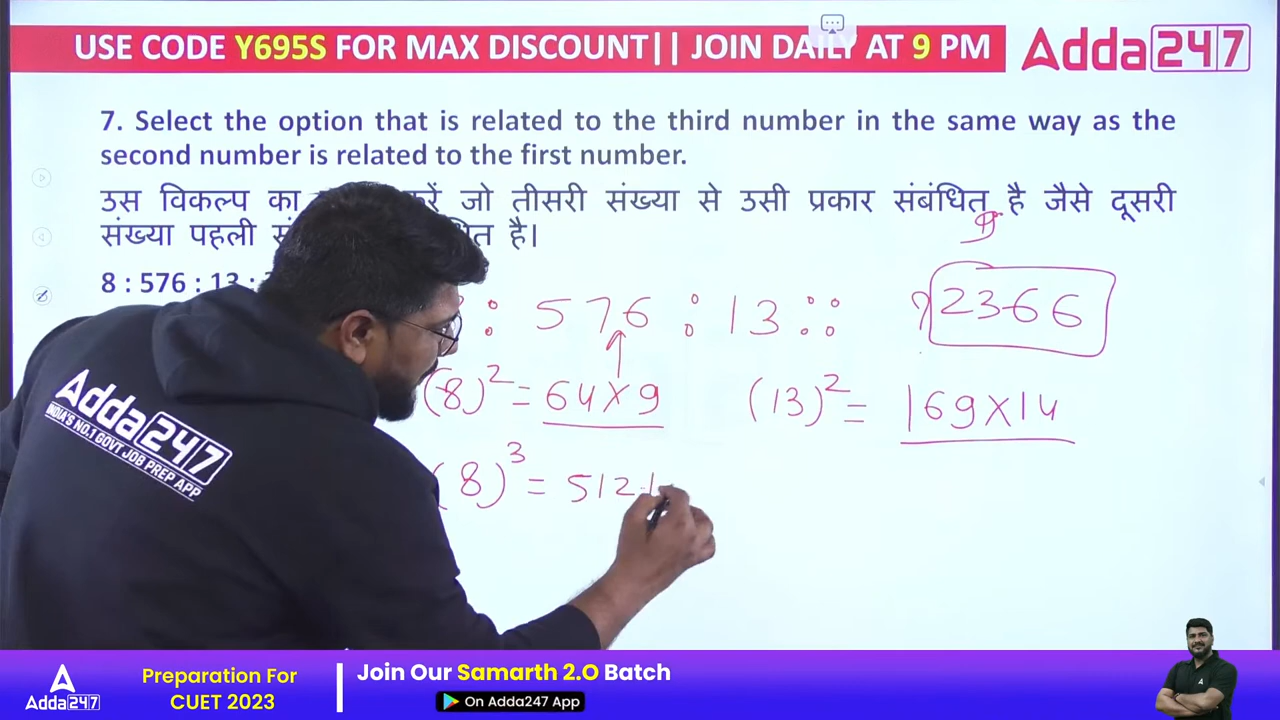 USE CODE Y695S FOR MAX DISCOUNT|| JOIN DAILY AT 9 PM
Adda247
7. Select the option that is related to the third number in the same way as the
second number is related to the first number.
उस विकल्प का जो तीसरी संख्या से उसी प्रकार संबंधित है जैसे दूसरी
संख्या पहली है।
8 : 576 : 13 :
: 576 : 13 :: 2366
(8)² = 64×9 (13)² = 169×14
(8)³ = 512+
Adda247
INDIA'S NO.1 GOVT JOB PREP APP
Adda247
Preparation For
CUET 2023
Join Our Samarth 2.O Batch
On Adda247 App